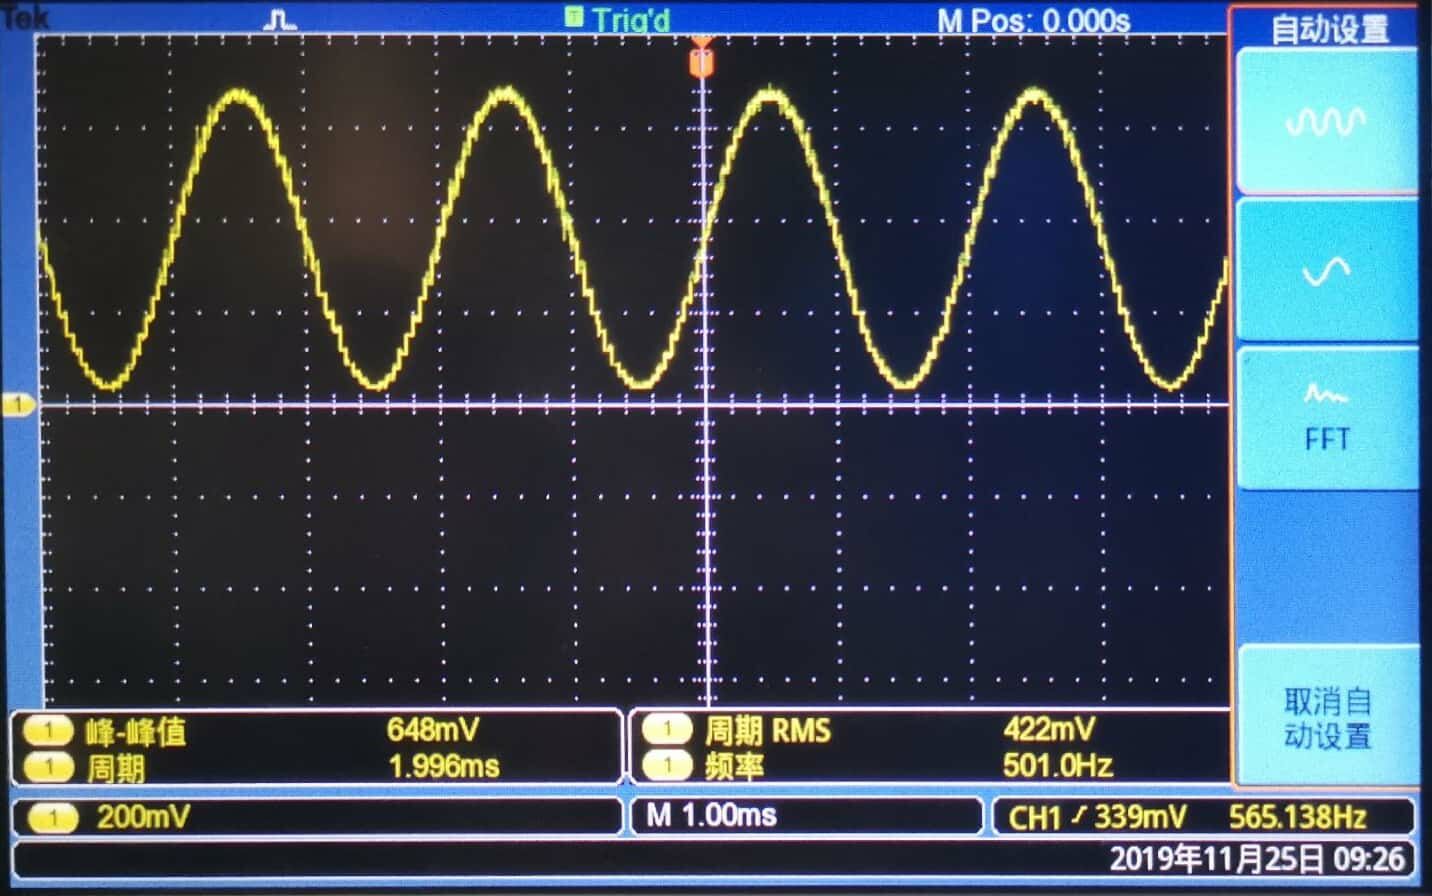 Tek T Trig'd M Pos: 0.000s
自动设置
1
FFT
1 峰-峰值 648mV
1 周期 1.996ms
1 周期 RMS 422mV
1 频率 501.0Hz
取消自
动设置
1 200mV
M 1.00ms
CH1 339mV 565.138Hz
2019年11月25日 09:26